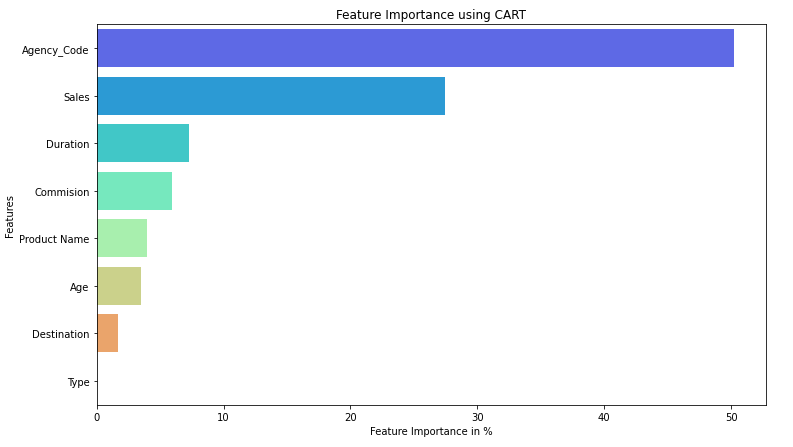 Feature Importance using CART
Agency_Code
Sales
Duration
Commision
Product Name
Age
Destination
Type
Features
0 10 20 30 40 50
Feature Importance in %